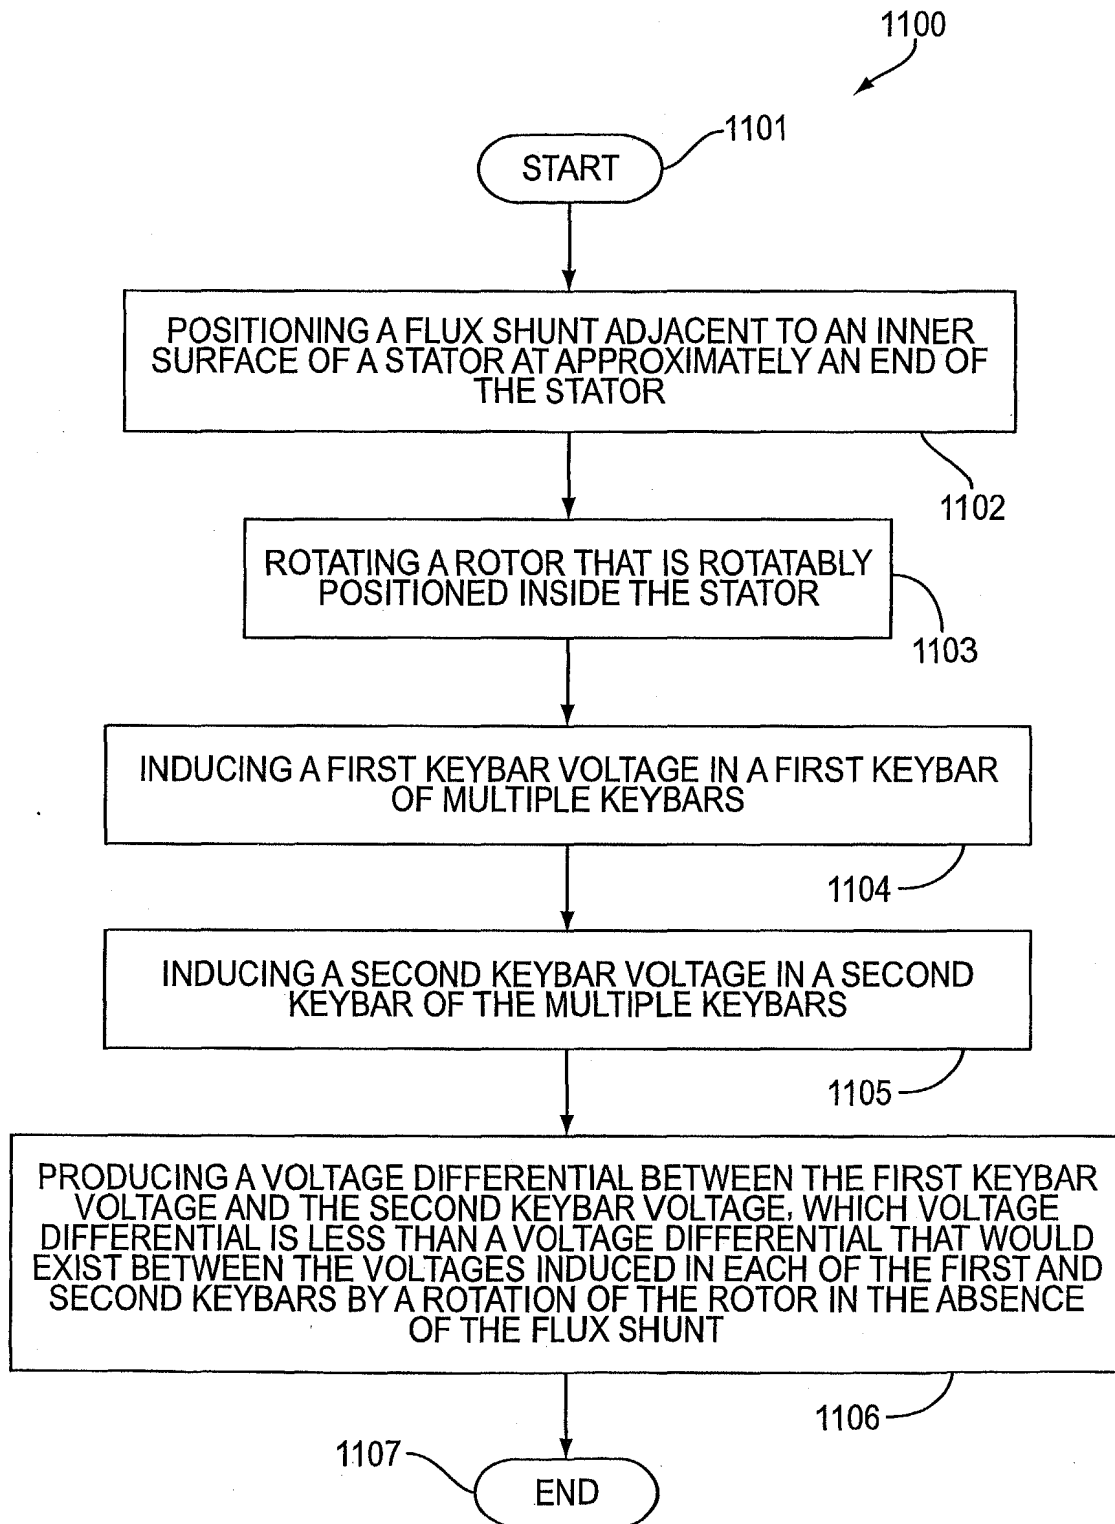 1100
1101
START
POSITIONING A FLUX SHUNT ADJACENT TO AN INNER
SURFACE OF A STATOR AT APPROXIMATELY AN END OF
THE STATOR
1102
ROTATING A ROTOR THAT IS ROTATABLY
POSITIONED INSIDE THE STATOR
1103
INDUCING A FIRST KEYBAR VOLTAGE IN A FIRST KEYBAR
OF MULTIPLE KEYBARS
1104
INDUCING A SECOND KEYBAR VOLTAGE IN A SECOND
KEYBAR OF THE MULTIPLE KEYBARS
1105
PRODUCING A VOLTAGE DIFFERENTIAL BETWEEN THE FIRST KEYBAR
VOLTAGE AND THE SECOND KEYBAR VOLTAGE, WHICH VOLTAGE
DIFFERENTIAL IS LESS THAN A VOLTAGE DIFFERENTIAL THAT WOULD
EXIST BETWEEN THE VOLTAGES INDUCED IN EACH OF THE FIRST AND
SECOND KEYBARS BY A ROTATION OF THE ROTOR IN THE ABSENCE
OF THE FLUX SHUNT
1106
1107
END